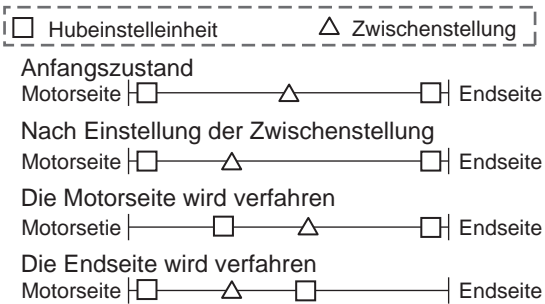 Hubeinstelleinheit Zwischenstellung
Anfangszustand
Motorseite Endseite
Nach Einstellung der Zwischenstellung
Motorseite Endseite
Die Motorseite wird verfahren
Motorsetie Endseite
Die Endseite wird verfahren
Motorseite Endseite